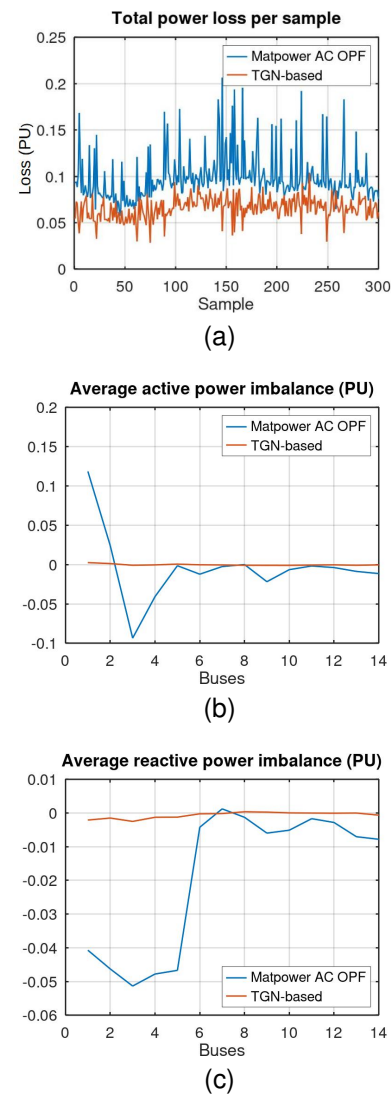 Total power loss per sample
0.25
0.2
0.15
0.1
0.05
0
Loss (PU)
Matpower AC OPF
TGN-based
0 50 100 150 200 250 300
Sample
(a)
Average active power imbalance (PU)
0.2
0.15
0.1
0.05
0
-0.05
-0.1
Matpower AC OPF
TGN-based
0 2 4 6 8 10 12 14
Buses
(b)
Average reactive power imbalance (PU)
0.01
0
-0.01
-0.02
-0.03
-0.04
-0.05
-0.06
Matpower AC OPF
TGN-based
0 2 4 6 8 10 12 14
Buses
(c)